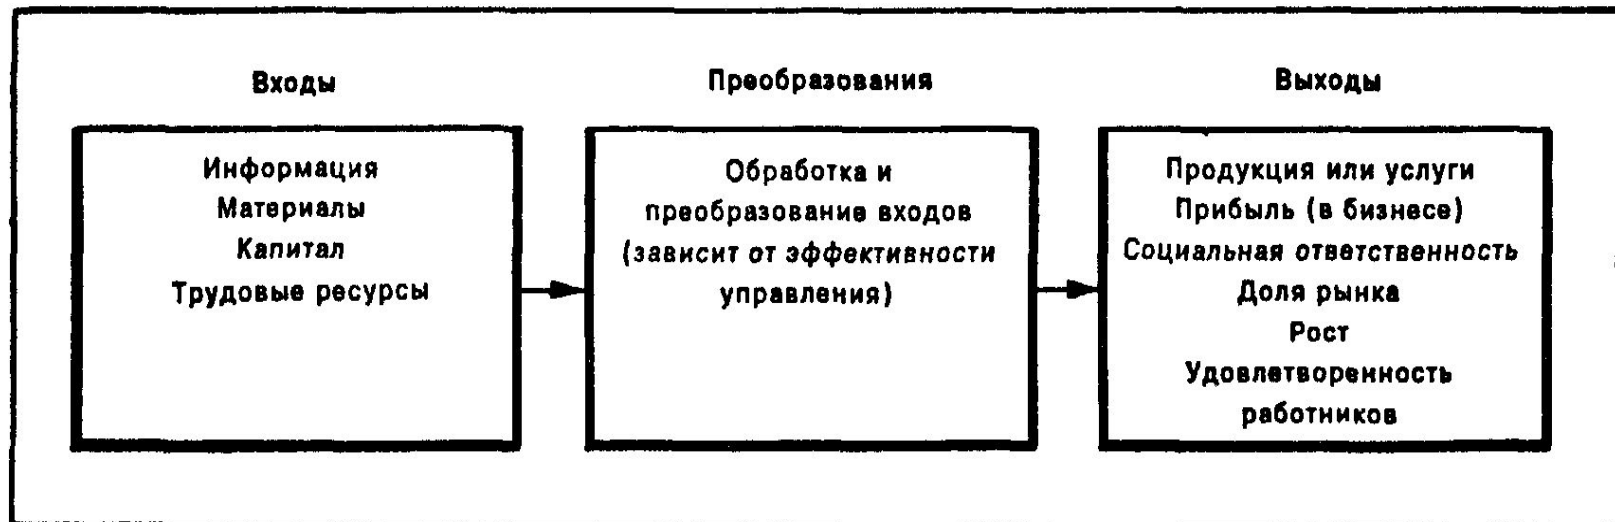 Входы
Информация
Материалы
Капитал
Трудовые ресурсы
Преобразования
Обработка и
преобразование входов
(зависит от эффективности
управления)
Выходы
Продукция или услуги
Прибыль (в бизнесе)
Социальная ответственность
Доля рынка
Рост
Удовлетворенность
работников